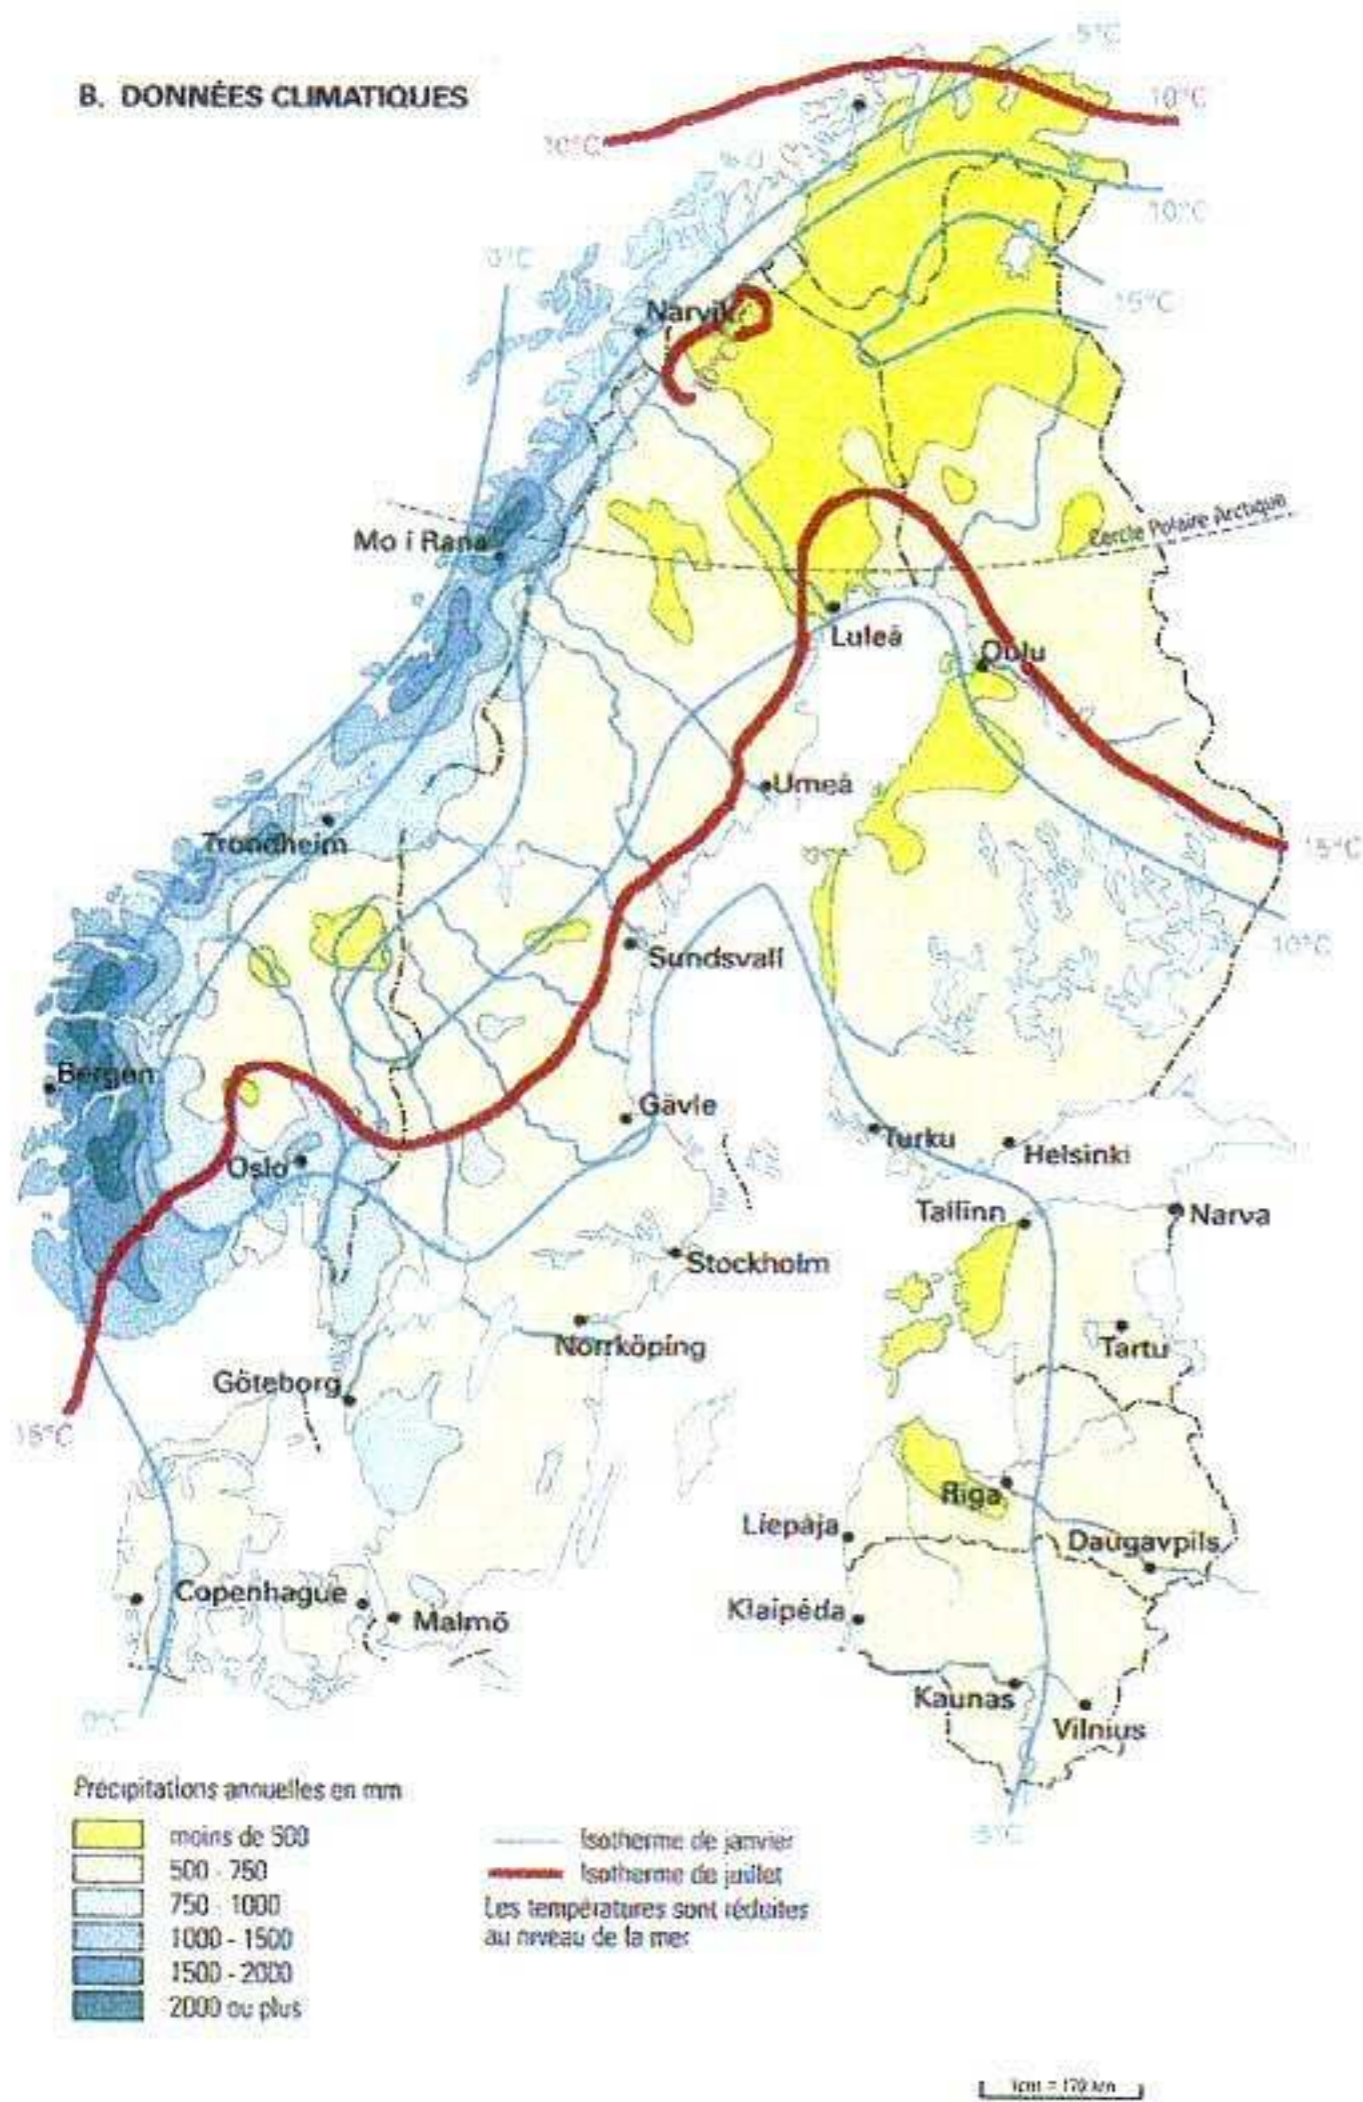 5°C
B. DONNÉES CLIMATIQUES
10°C
10°C
10°C
0°C
15°C
Narvik
10°C
Cercle Polaire Arctique
Mo i Rana
Luleå
Oulu
Umeå
Trondheim
15°C
10°C
Sundsvall
Bergen
Gävle
Turku
Helsinki
Oslo
Tallinn
Narva
Stockholm
Norrköping
Tartu
Göteborg
15°C
Riga
Liepāja
Daugavpils
Copenhague
Malmö
Klaipėda
Kaunas
Vilnius
0°C
5°C
Précipitations annuelles en mm
moins de 500
500 - 750
750 - 1000
1000 - 1500
1500 - 2000
2000 ou plus
Isotherme de janvier
Isotherme de juillet
Les températures sont réduites
au niveau de la mer
1cm = 170 km